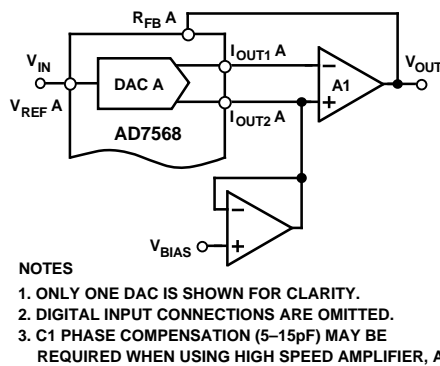 R_FB A
V_IN
V_REF A
DAC A
AD7568
I_OUT1 A
I_OUT2 A
A1
V_OUT
V_BIAS
NOTES
1. ONLY ONE DAC IS SHOWN FOR CLARITY.
2. DIGITAL INPUT CONNECTIONS ARE OMITTED.
3. C1 PHASE COMPENSATION (5–15pF) MAY BE
REQUIRED WHEN USING HIGH SPEED AMPLIFIER, A